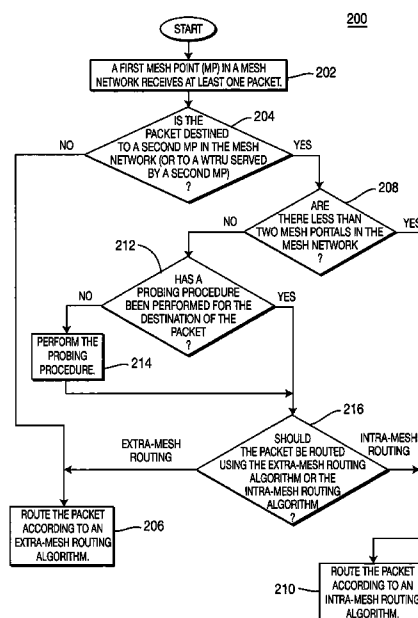 200
START
A FIRST MESH POINT (MP) IN A MESH
NETWORK RECEIVES AT LEAST ONE PACKET.
202
204
IS THE
PACKET DESTINED
TO A SECOND MP IN THE MESH
NETWORK (OR TO A WTRU SERVED
BY A SECOND MP)
?
NO
YES
208
ARE
THERE LESS THAN
TWO MESH PORTALS IN THE
MESH NETWORK
?
NO
YES
212
HAS A
PROBING PROCEDURE
BEEN PERFORMED FOR THE
DESTINATION OF THE
PACKET
?
NO
YES
PERFORM THE
PROBING
PROCEDURE.
214
216
SHOULD
THE PACKET BE ROUTED
USING THE EXTRA-MESH ROUTING
ALGORITHM OR THE
INTRA-MESH ROUTING
ALGORITHM
?
EXTRA-MESH
ROUTING
INTRA-MESH
ROUTING
ROUTE THE PACKET
ACCORDING TO AN
EXTRA-MESH ROUTING
ALGORITHM.
206
210
ROUTE THE PACKET
ACCORDING TO AN
INTRA-MESH ROUTING
ALGORITHM.